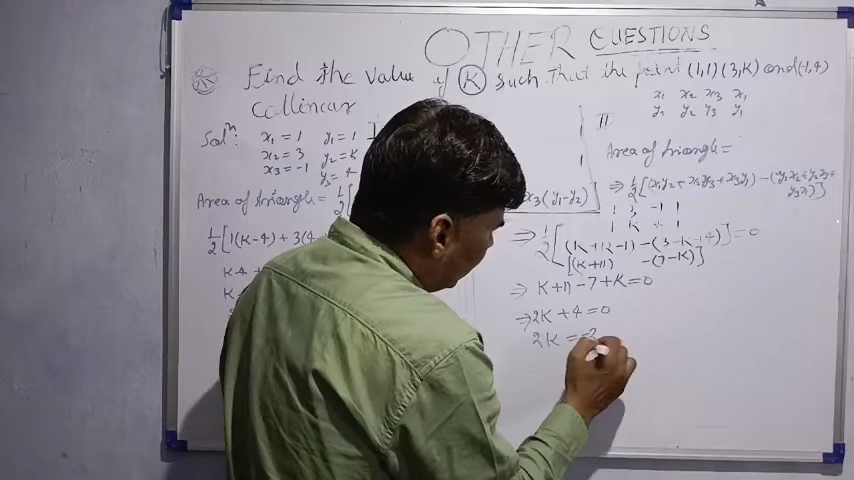 OTHER QUESTIONS
Find the value of K such that the point (1,1) (3,K) and (-1,4)
collinear
x₁ x₂ x₃ x₁
y₁ y₂ y₃ y₁
Solⁿ: x₁ = 1 y₁ = 1
x₂ = 3 y₂ = K
x₃ = -1 y₃ = 4
Area of triangle = 1/2[ x₃(y₁-y₂)]
1/2[1(K-4) + 3(4
K-4 +
K
II
Area of triangle =
⇒ 1/2[(x₁y₂ + x₂y₃ + x₃y₁) - (y₁x₂ + y₂x₃ +
y₃x₁)]
1 3 -1 1
1 K 4 1
⇒ 1/2[(K+12-1) - (3-K+4)] = 0
[(K+11) - (7-K)]
⇒ K+11-7+K=0
⇒ 2K+4=0
2K =